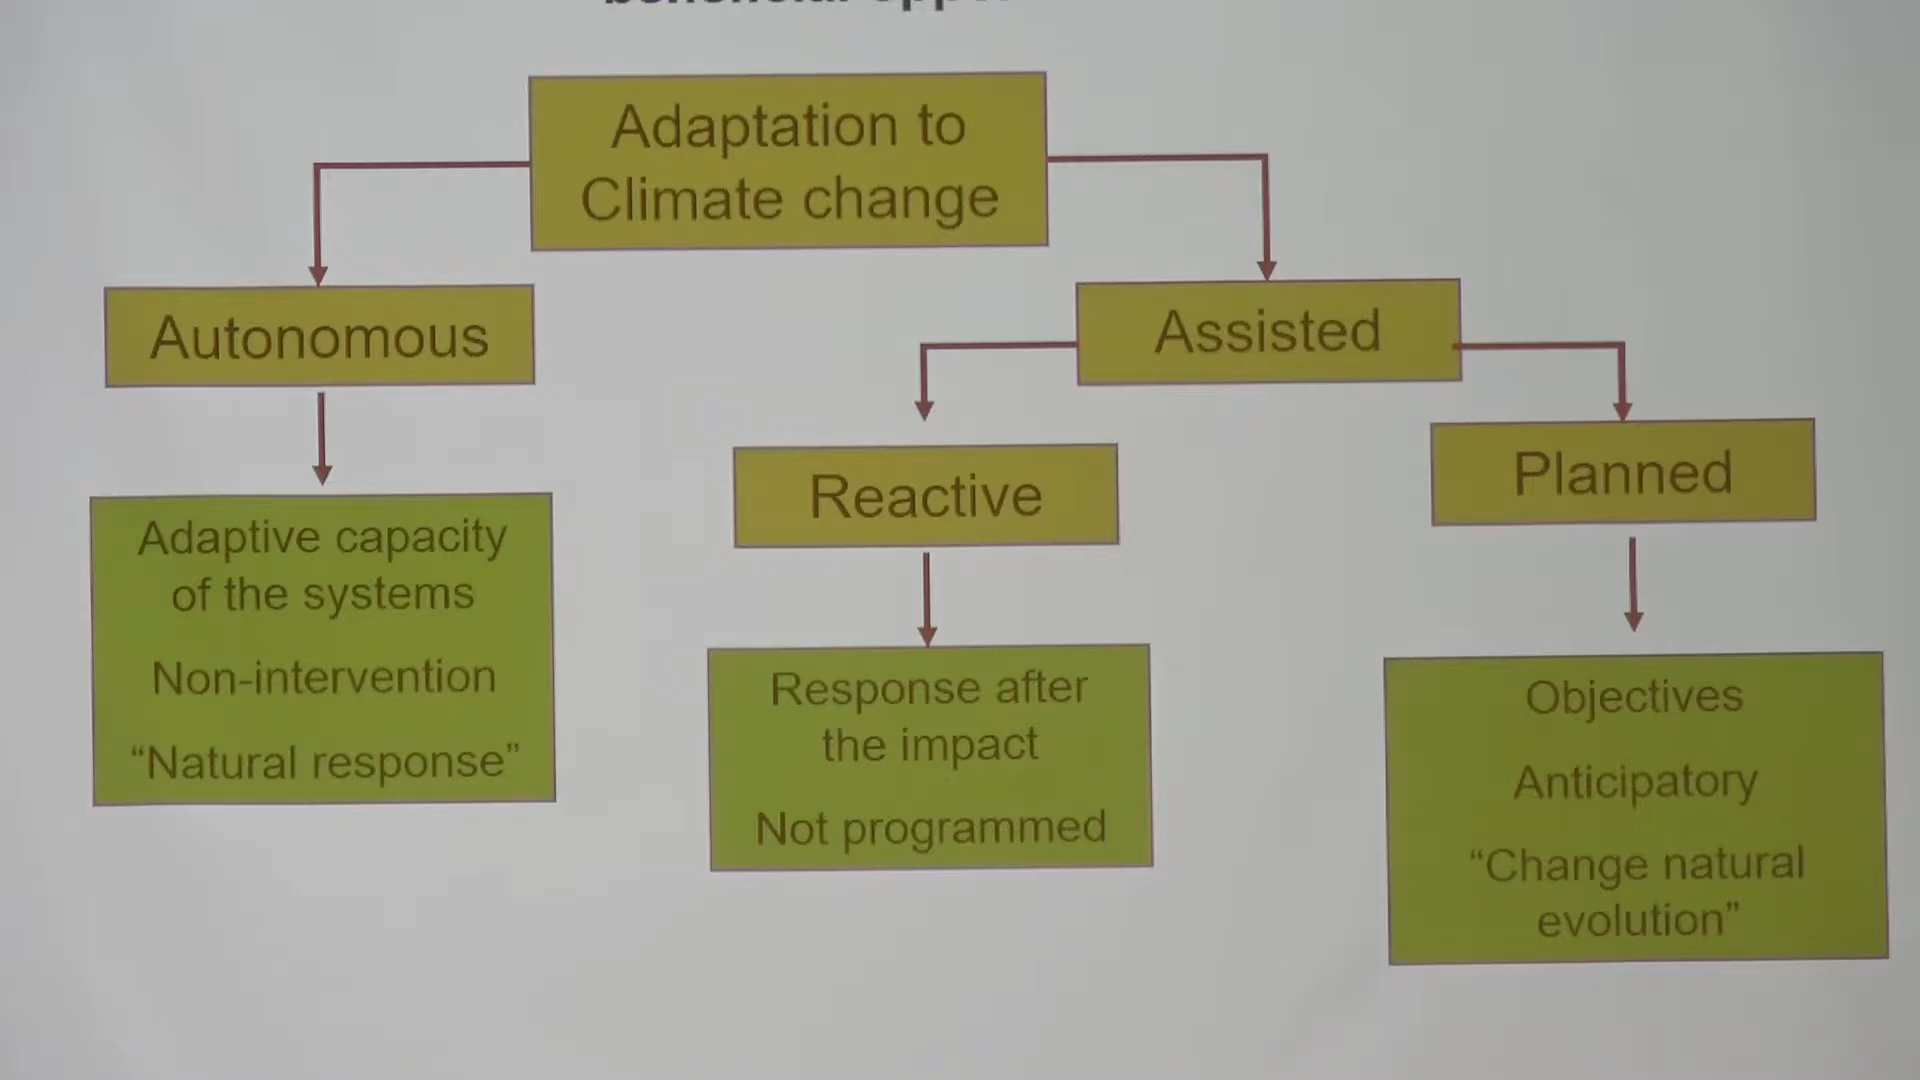 Adaptation to
Climate change
Autonomous
Assisted
Reactive
Planned
Adaptive capacity
of the systems
Non-intervention
“Natural response”
Response after
the impact
Not programmed
Objectives
Anticipatory
“Change natural
evolution”